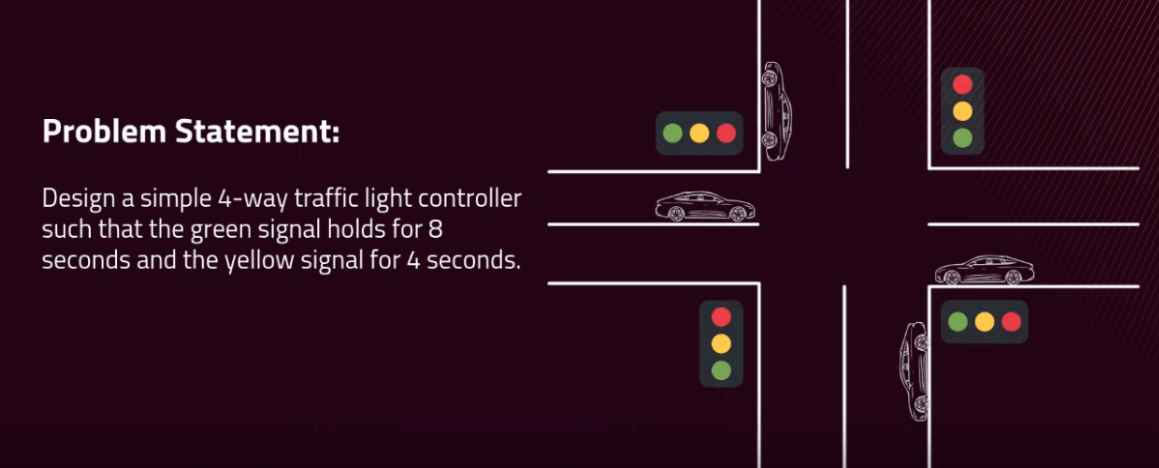 Problem Statement:
Design a simple 4-way traffic light controller
such that the green signal holds for 8
seconds and the yellow signal for 4 seconds.